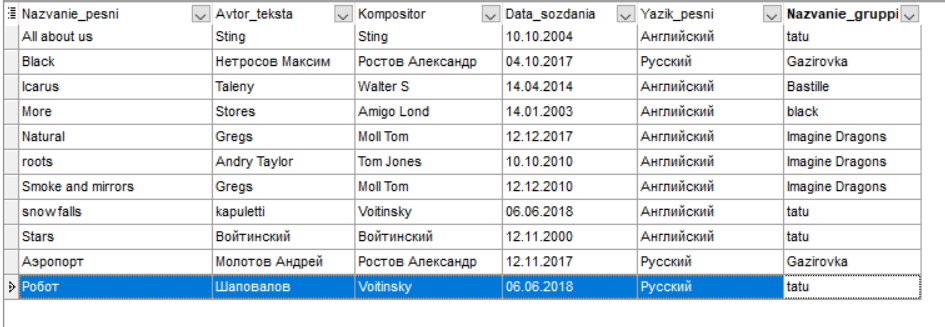 Nazvanie_pesni Avtor_teksta Kompozitor Data_sozdania Yazik_pesni Nazvanie_gruppi
All about us Sting Sting 10.10.2004 Английский tatu
Black Нетросов Максим Ростов Александр 04.10.2017 Русский Gazirovka
Icarus Taleny Walter S 14.04.2014 Английский Bastille
More Stores Amigo Lond 14.01.2003 Английский black
Natural Gregs Moll Tom 12.12.2017 Английский Imagine Dragons
roots Andry Taylor Tom Jones 10.10.2010 Английский Imagine Dragons
Smoke and mirrors Gregs Moll Tom 12.12.2010 Английский Imagine Dragons
snow falls kapuletti Voitinsky 06.06.2018 Английский tatu
Stars Войтинский Войтинский 12.11.2000 Английский tatu
Аэропорт Молотов Андрей Ростов Александр 12.11.2017 Русский Gazirovka
Робот Шаповалов Voitinsky 06.06.2018 Русский tatu